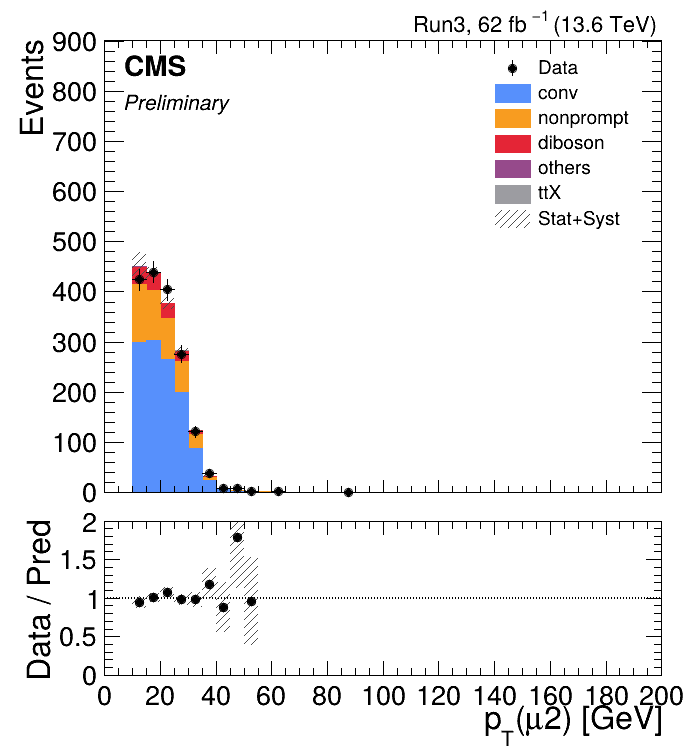 Run3, 62 fb⁻¹ (13.6 TeV)
Events
900
800
700
600
500
400
300
200
100
0
CMS
Preliminary
Data
conv
nonprompt
diboson
others
ttX
Stat+Syst
Data / Pred
2
1.5
1
0.5
0
0 20 40 60 80 100 120 140 160 180 200
p_T(μ2) [GeV]